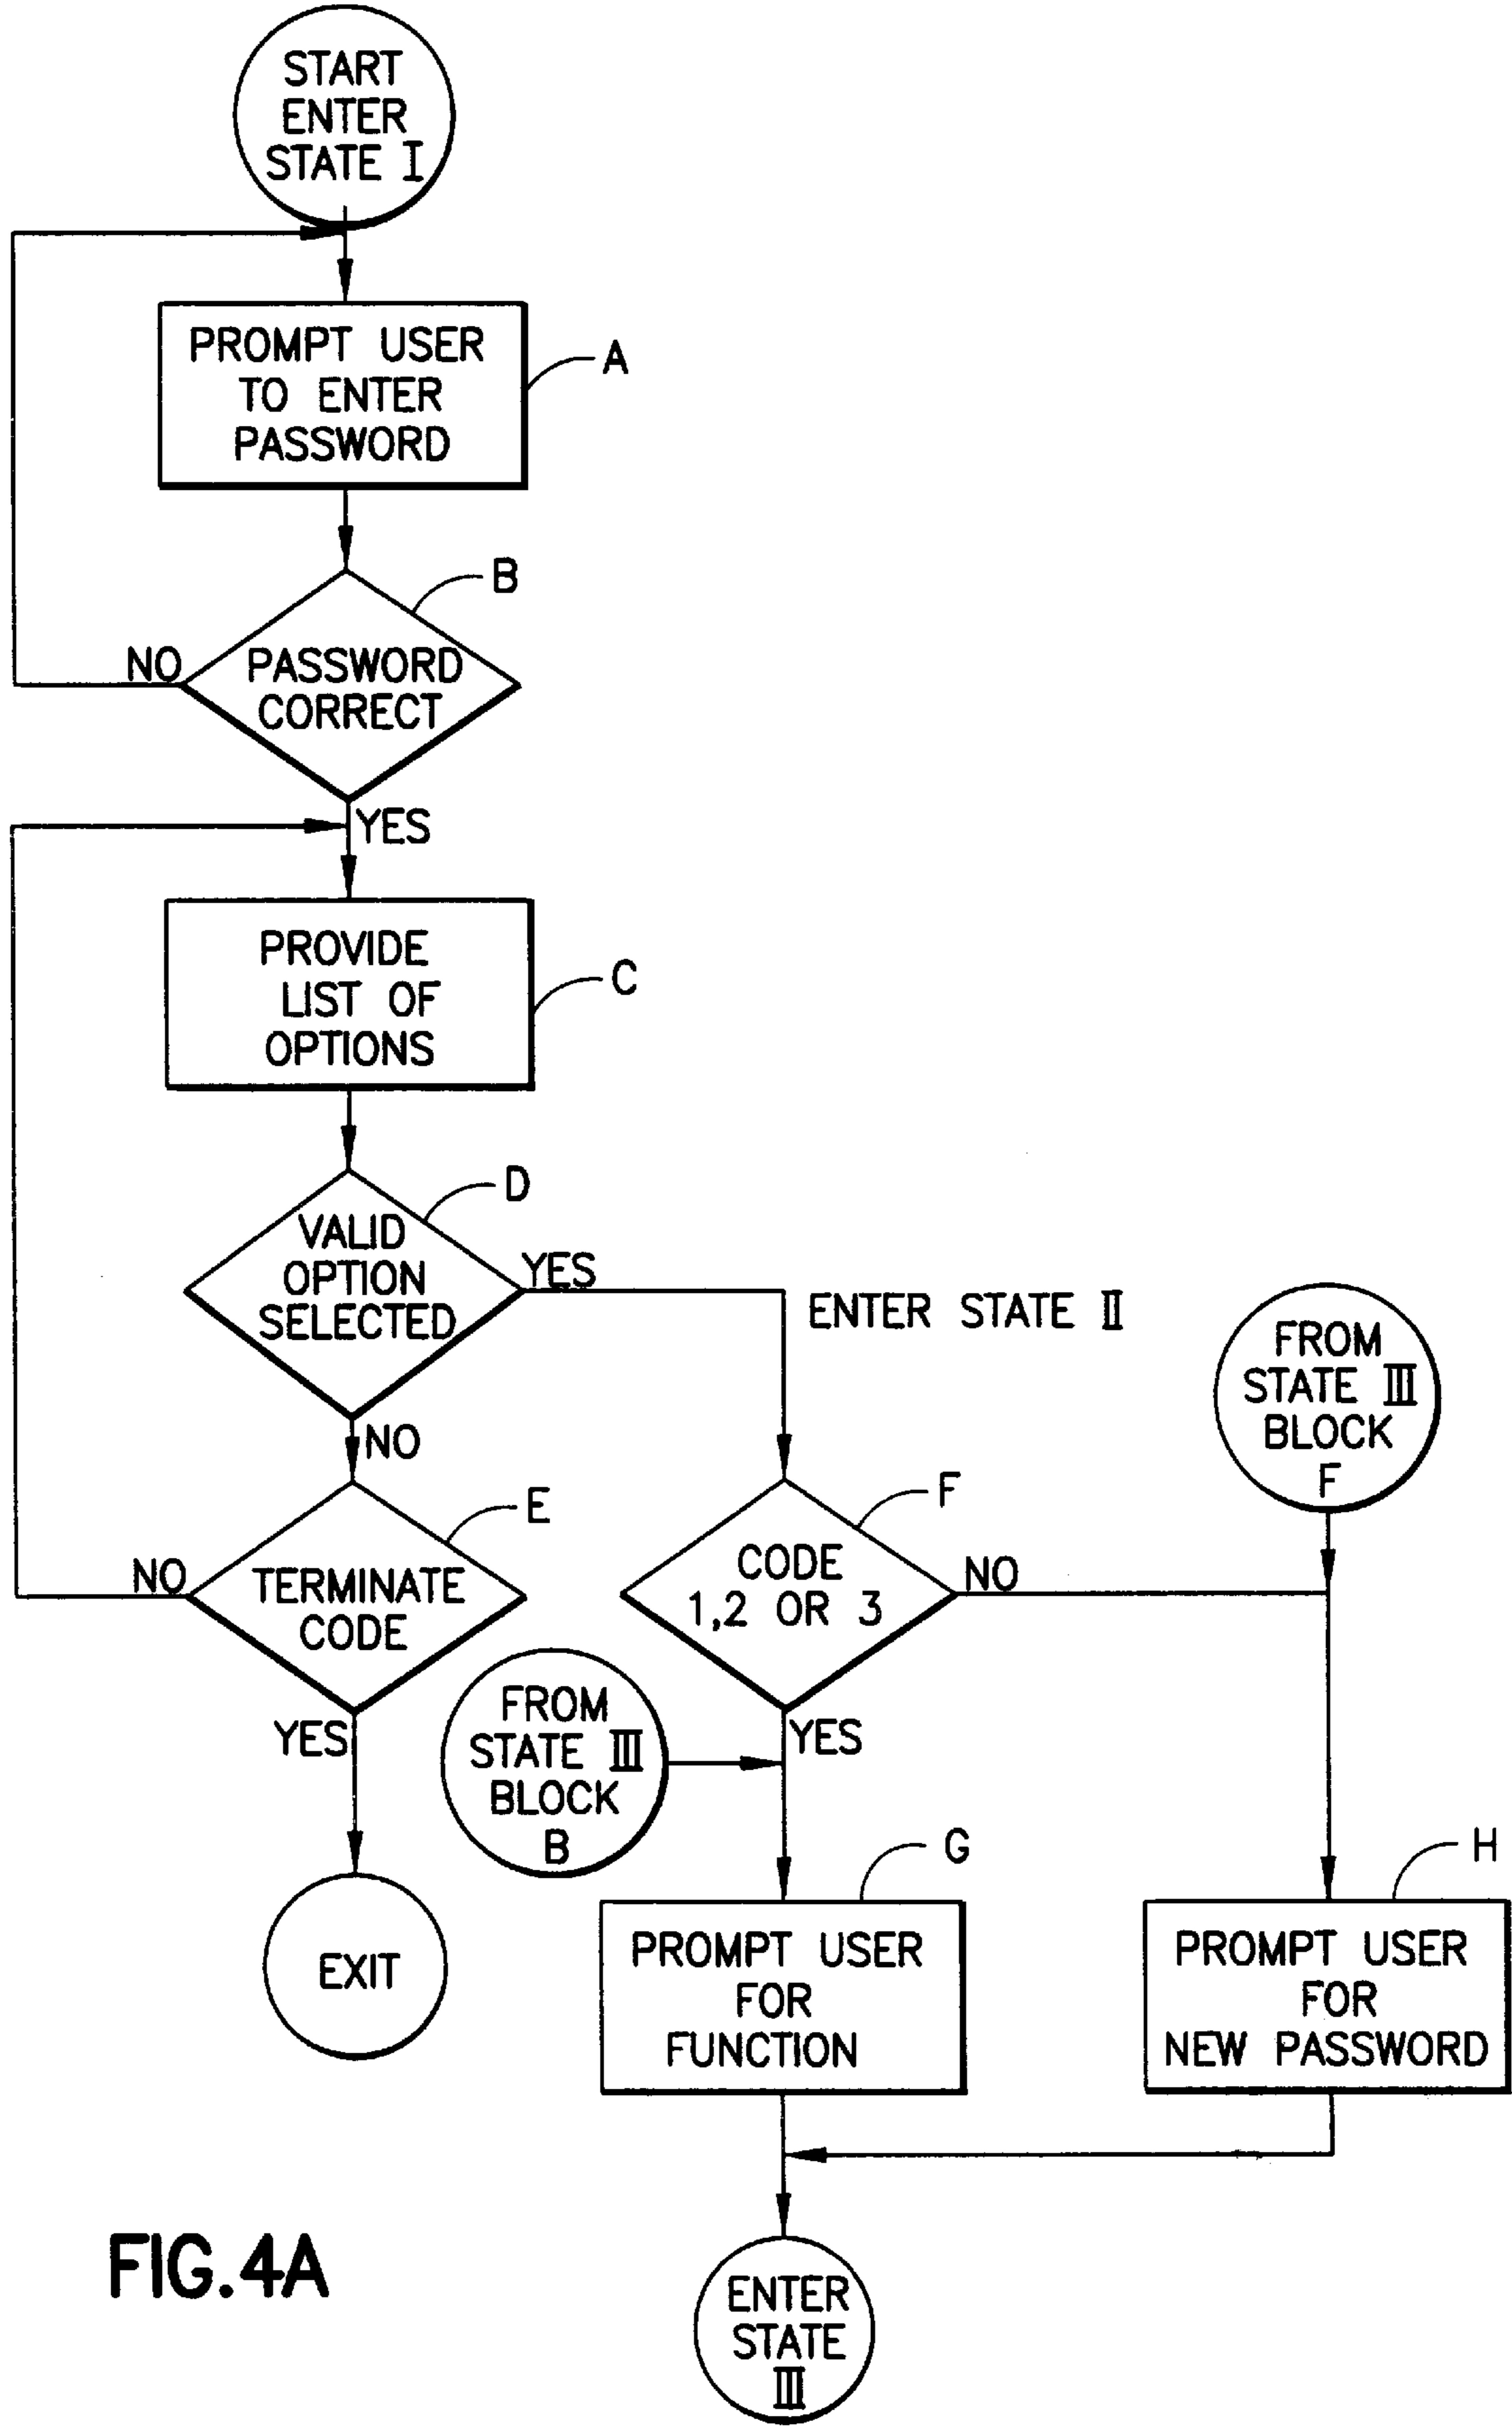 START
ENTER
STATE I
PROMPT USER
TO ENTER
PASSWORD
A
B
NO
PASSWORD
CORRECT
YES
PROVIDE
LIST OF
OPTIONS
C
D
VALID
OPTION
SELECTED
YES
ENTER STATE II
NO
FROM
STATE III
BLOCK
F
E
NO
TERMINATE
CODE
YES
F
CODE
1,2 OR 3
NO
YES
FROM
STATE III
BLOCK
B
EXIT
G
PROMPT USER
FOR
FUNCTION
H
PROMPT USER
FOR
NEW PASSWORD
ENTER
STATE
III
FIG.4A